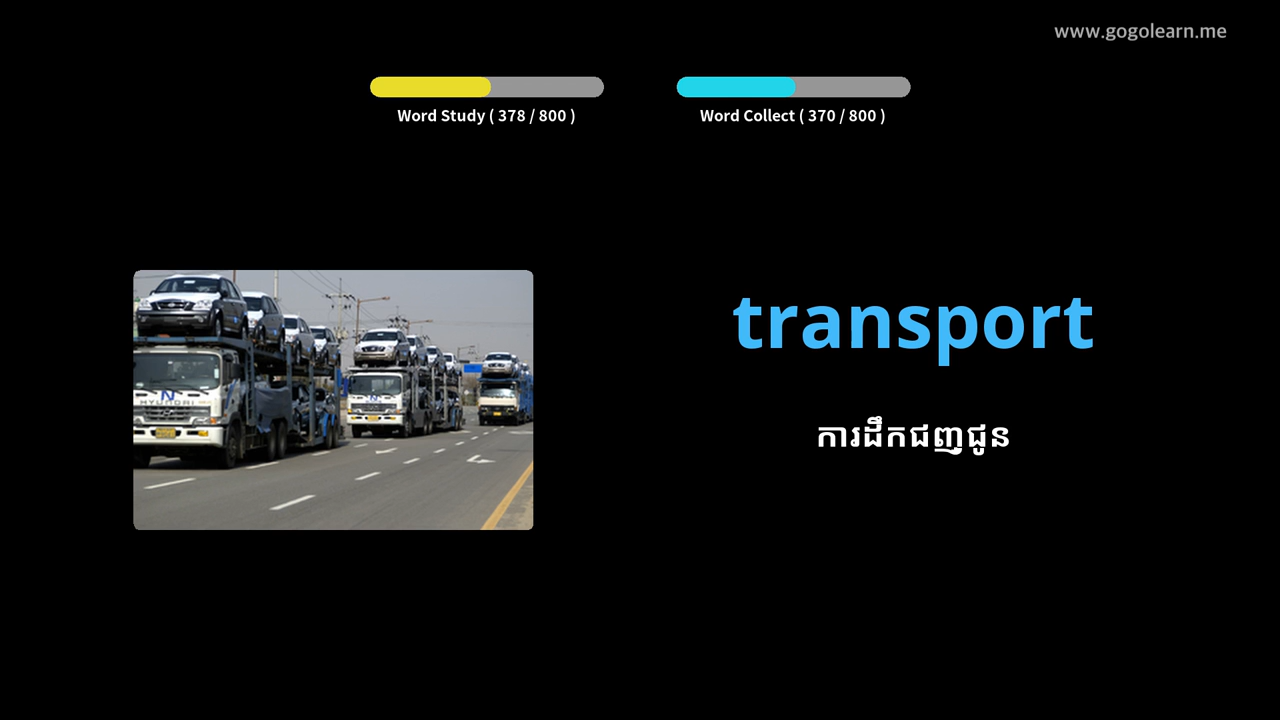 www.gogolearn.me
Word Study ( 378 / 800 )
Word Collect ( 370 / 800 )
transport
ការដឹកជញ្ជូន
HYUNDAI